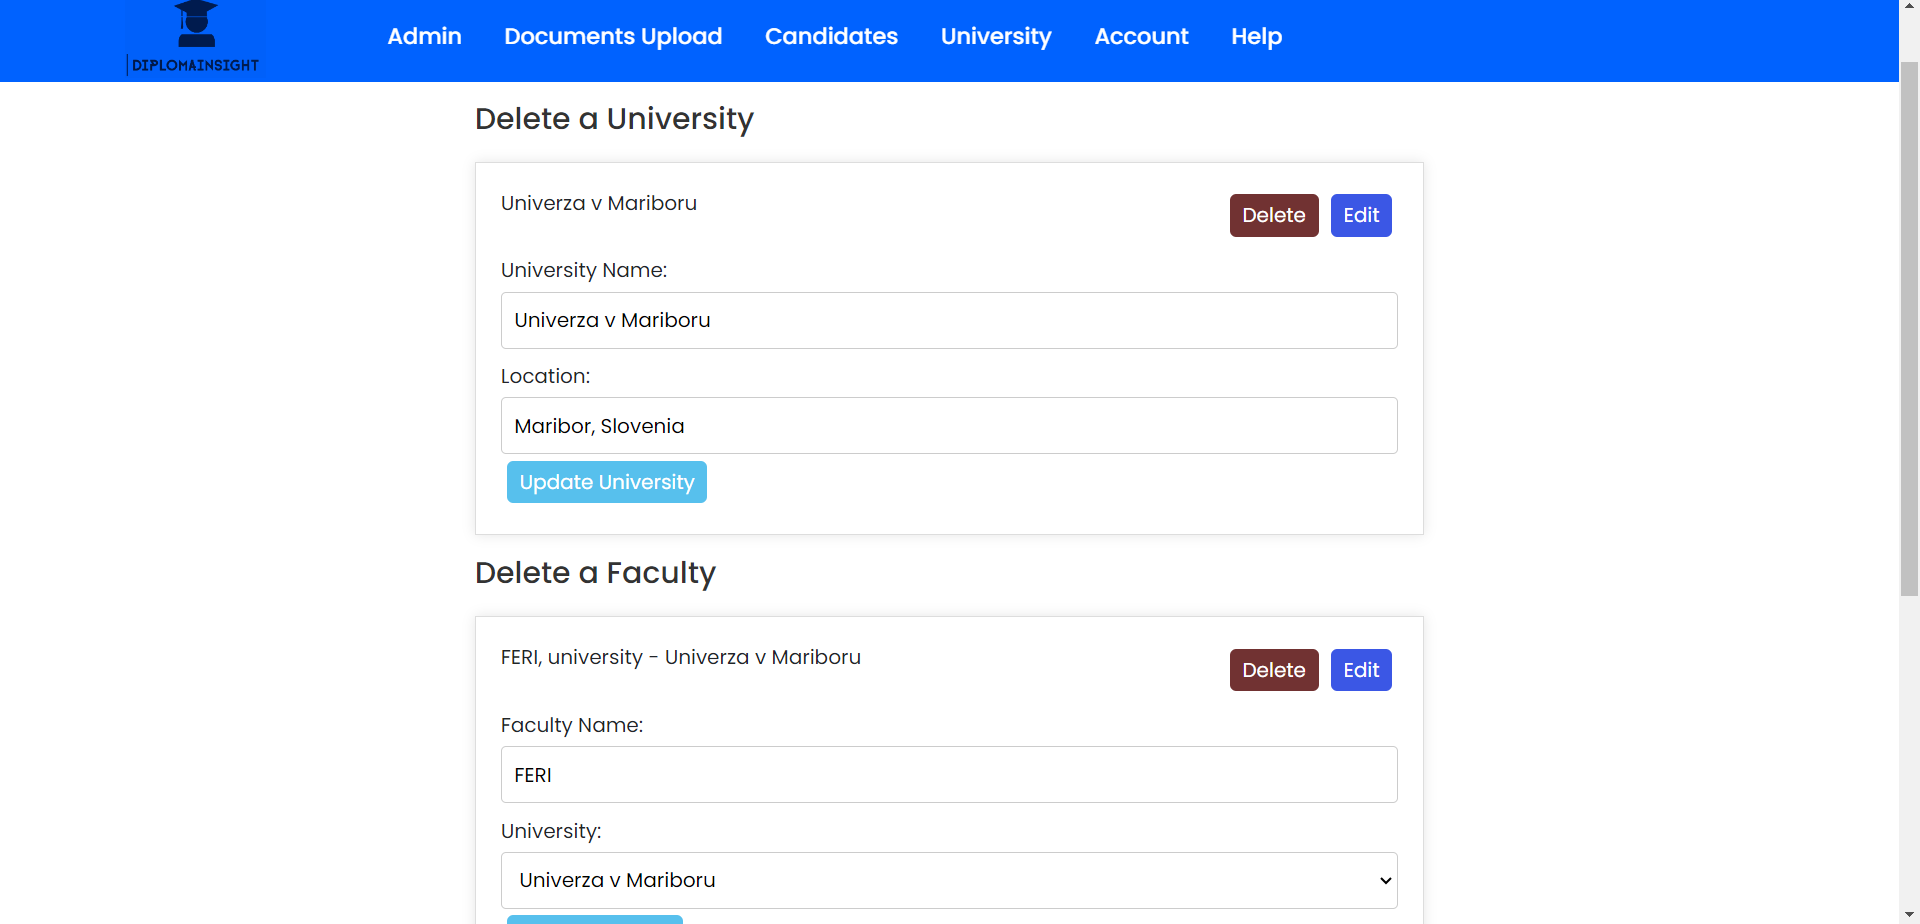 DIPLOMAINSIGHT
Admin Documents Upload Candidates University Account Help
Delete a University
Univerza v Mariboru
Delete Edit
University Name:
Univerza v Mariboru
Location:
Maribor, Slovenia
Update University
Delete a Faculty
FERI, university - Univerza v Mariboru
Delete Edit
Faculty Name:
FERI
University:
Univerza v Mariboru